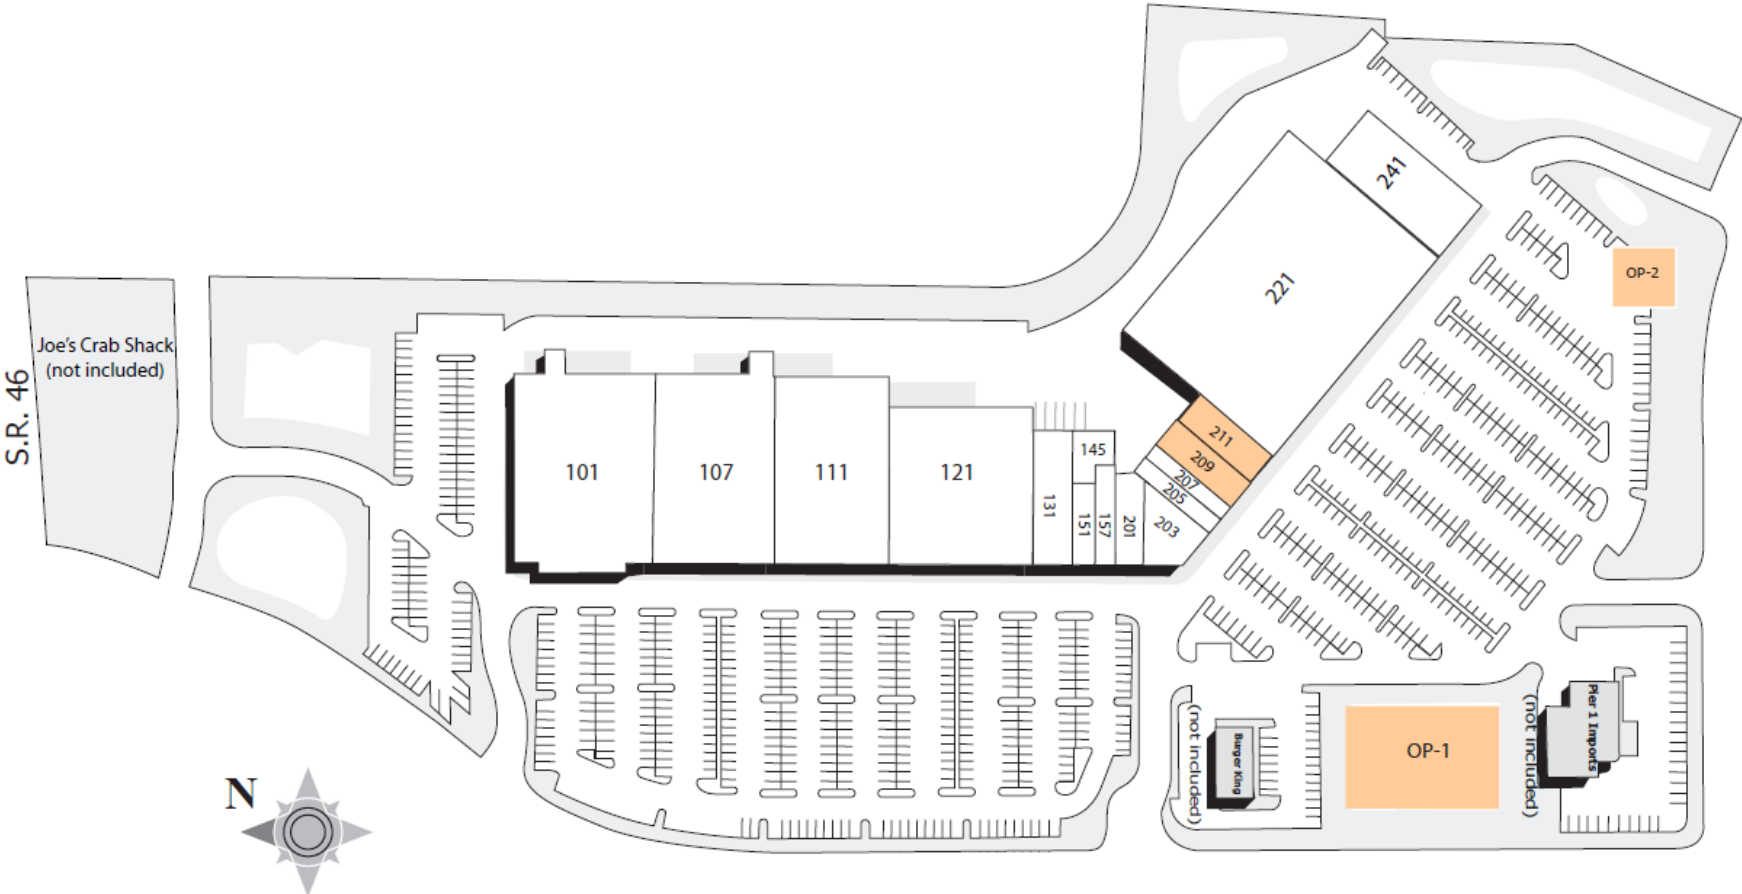 241
221
OP-2
Joe's Crab Shack
(not included)
S.R. 46
101
107
111
121
131
145
151
157
201
203
205
207
209
211
OP-1
Burger King
(not included)
Pier 1 Imports
(not included)
N